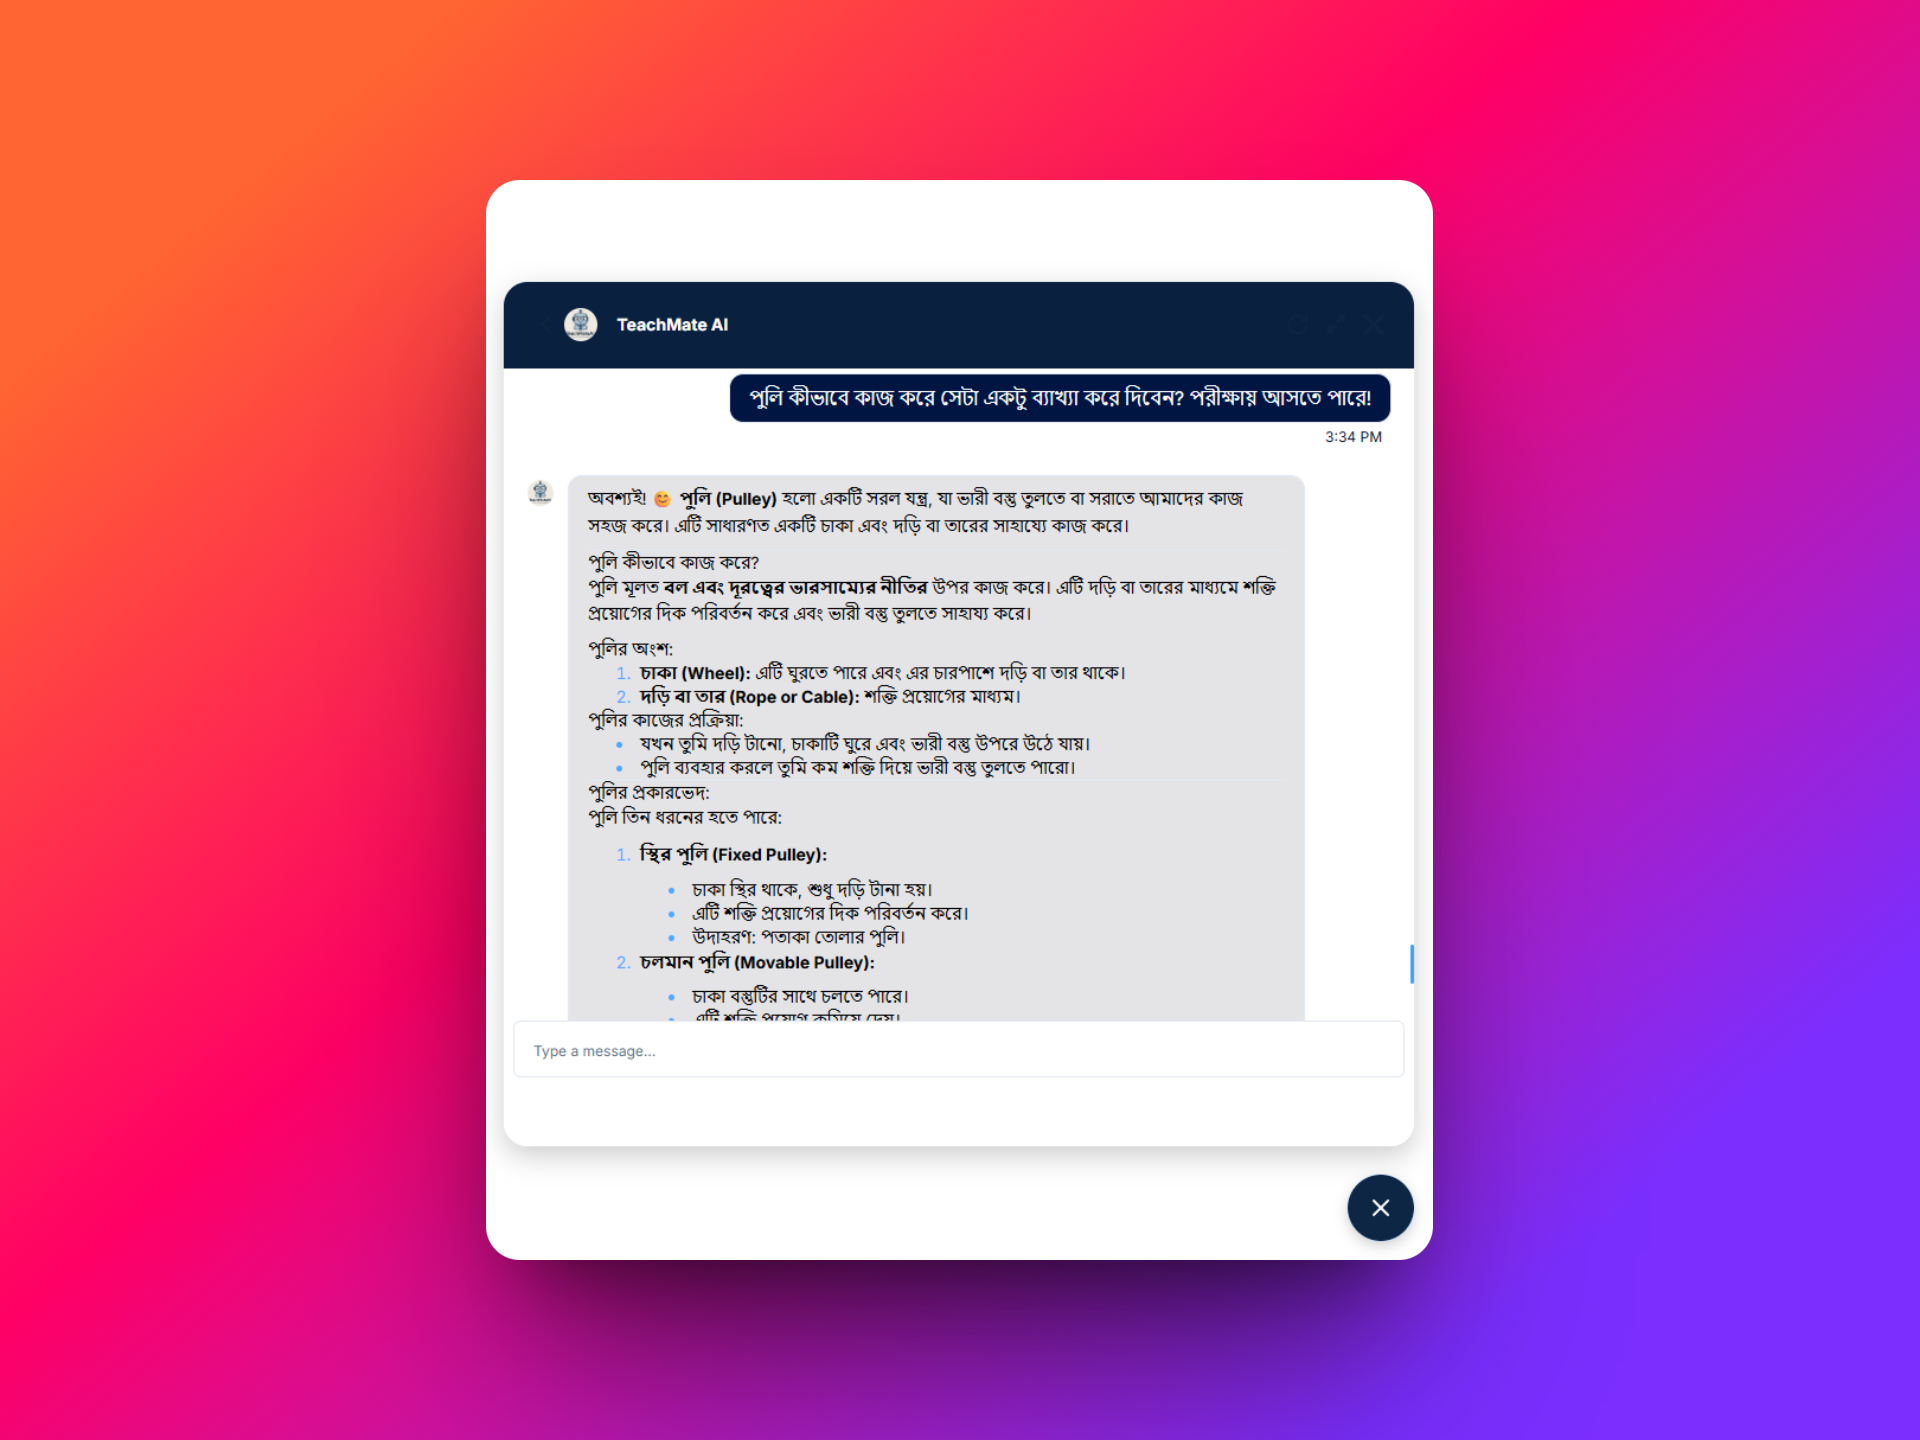 TeachMate AI
পুলি কীভাবে কাজ করে সেটা একটু ব্যাখ্যা করে দিবেন? পরীক্ষায় আসতে পারে!
3:34 PM
অবশ্যই! 😊 পুলি (Pulley) হলো একটি সরল যন্ত্র, যা ভারী বস্তু তুলতে বা সরাতে আমাদের কাজ
সহজ করে। এটি সাধারণত একটি চাকা এবং দড়ি বা তারের সাহায্যে কাজ করে।
পুলি কীভাবে কাজ করে?
পুলি মূলত বল এবং দূরত্বের ভারসাম্যের নীতির উপর কাজ করে। এটি দড়ি বা তারের মাধ্যমে শক্তি
প্রয়োগের দিক পরিবর্তন করে এবং ভারী বস্তু তুলতে সাহায্য করে।
পুলির অংশ:
1. চাকা (Wheel): এটি ঘুরতে পারে এবং এর চারপাশে দড়ি বা তার থাকে।
2. দড়ি বা তার (Rope or Cable): শক্তি প্রয়োগের মাধ্যম।
পুলির কাজের প্রক্রিয়া:
• যখন তুমি দড়ি টানো, চাকাটি ঘুরে এবং ভারী বস্তু উপরে উঠে যায়।
• পুলি ব্যবহার করলে তুমি কম শক্তি দিয়ে ভারী বস্তু তুলতে পারো।
পুলির প্রকারভেদ:
পুলি তিন ধরনের হতে পারে:
1. স্থির পুলি (Fixed Pulley):
• চাকা স্থির থাকে, শুধু দড়ি টানা হয়।
• এটি শক্তি প্রয়োগের দিক পরিবর্তন করে।
• উদাহরণ: পতাকা তোলার পুলি।
2. চলমান পুলি (Movable Pulley):
• চাকা বস্তুটির সাথে চলতে পারে।
• এটি শক্তি প্রয়োগ কমিয়ে দেয়।
Type a message...